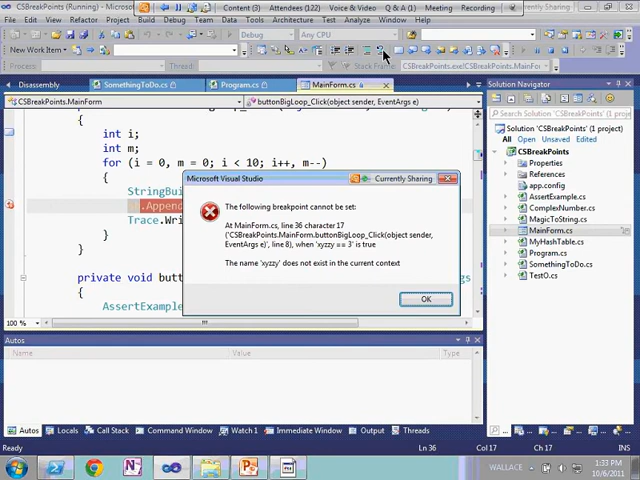 CSBreakPoints (Running) - M
Content (3)
Attendees (122)
Voice & Video
Q & A (1)
Meeting
Recording
Currently Sharing
File Edit View Refactor Project Build Debug Team Data Tools Architecture Test Analyze Window Help
Debug
Any CPU
New Work Item
Process:
Thread:
Stack Frame:
CSBreakPoints.exe!CSBreakPoints.MainFor
Disassembly
SomethingToDo.cs
Program.cs
MainForm.cs
Solution Navigator
CSBreakPoints.MainForm
buttonBigLoop_Click(object sender, EventArgs e)
Search Solution 'CSBreakPoints'
{
int i;
int m;
for (i = 0, m = 0; i < 10; i++, m--)
{
StringBui
.Append
Trace.Wri
}
}
private void butt
AssertExample
Solution 'CSBreakPoints' (1 project)
All Open Unsaved Edited
CSBreakPoints
Properties
References
app.config
AssertExample.cs
ComplexNumber.cs
MagicToString.cs
MainForm.cs
MyHashTable.cs
Program.cs
SomethingToDo.cs
TestO.cs
Microsoft Visual Studio
Currently Sharing
The following breakpoint cannot be set:
At MainForm.cs, line 36 character 17
('CSBreakPoints.MainForm.buttonBigLoop_Click(object sender,
EventArgs e)', line 8), when 'xyzzy == 3' is true
The name 'xyzzy' does not exist in the current context
OK
100 %
Autos
Name
Value
Type
Autos
Locals
Call Stack
Command Window
Watch 1
Immediate Window
Output
Threads
Ready
Ln 36
Col 17
Ch 17
INS
WALLACE
1:33 PM
10/6/2011